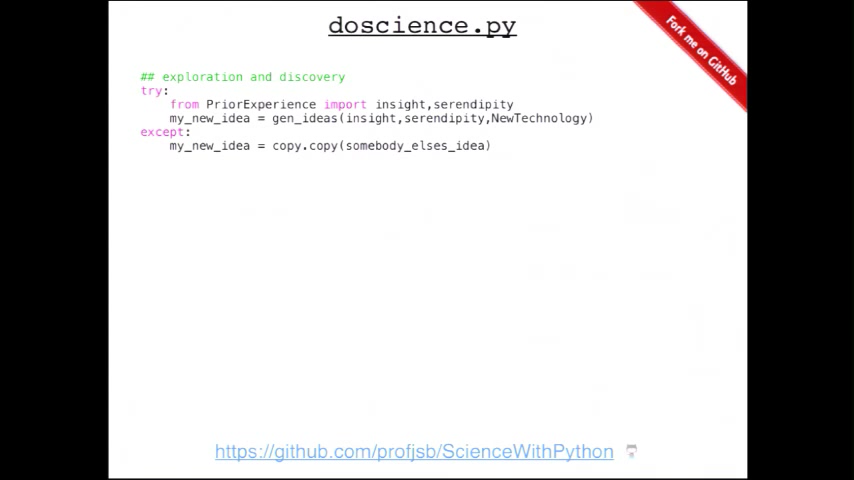 doscience.py
Fork me on GitHub
## exploration and discovery
try:
    from PriorExperience import insight,serendipity
    my_new_idea = gen_ideas(insight,serendipity,NewTechnology)
except:
    my_new_idea = copy.copy(somebody_elses_idea)
https://github.com/profjsb/ScienceWithPython